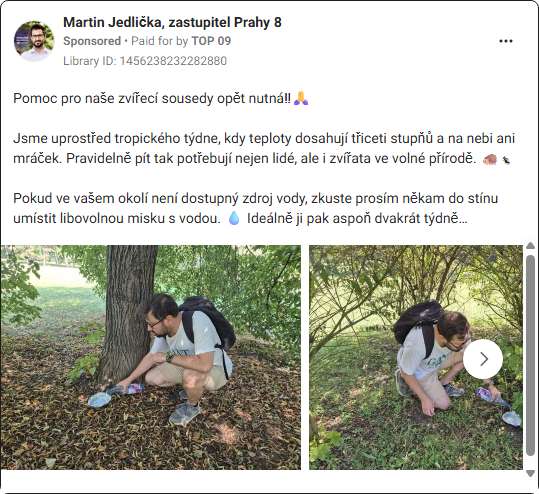 Martin Jedlička, zastupitel Prahy 8
Sponsored • Paid for by TOP 09
Library ID: 1456238232282880
Pomoc pro naše zvířecí sousedy opět nutná!! 🙏
Jsme uprostřed tropického týdne, kdy teploty dosahují třiceti stupňů a na nebi ani
mráček. Pravidelně pít tak potřebují nejen lidé, ale i zvířata ve volné přírodě. 🦔🐿️
Pokud ve vašem okolí není dostupný zdroj vody, zkuste prosím někam do stínu
umístit libovolnou misku s vodou. 💧 Ideálně ji pak aspoň dvakrát týdně...